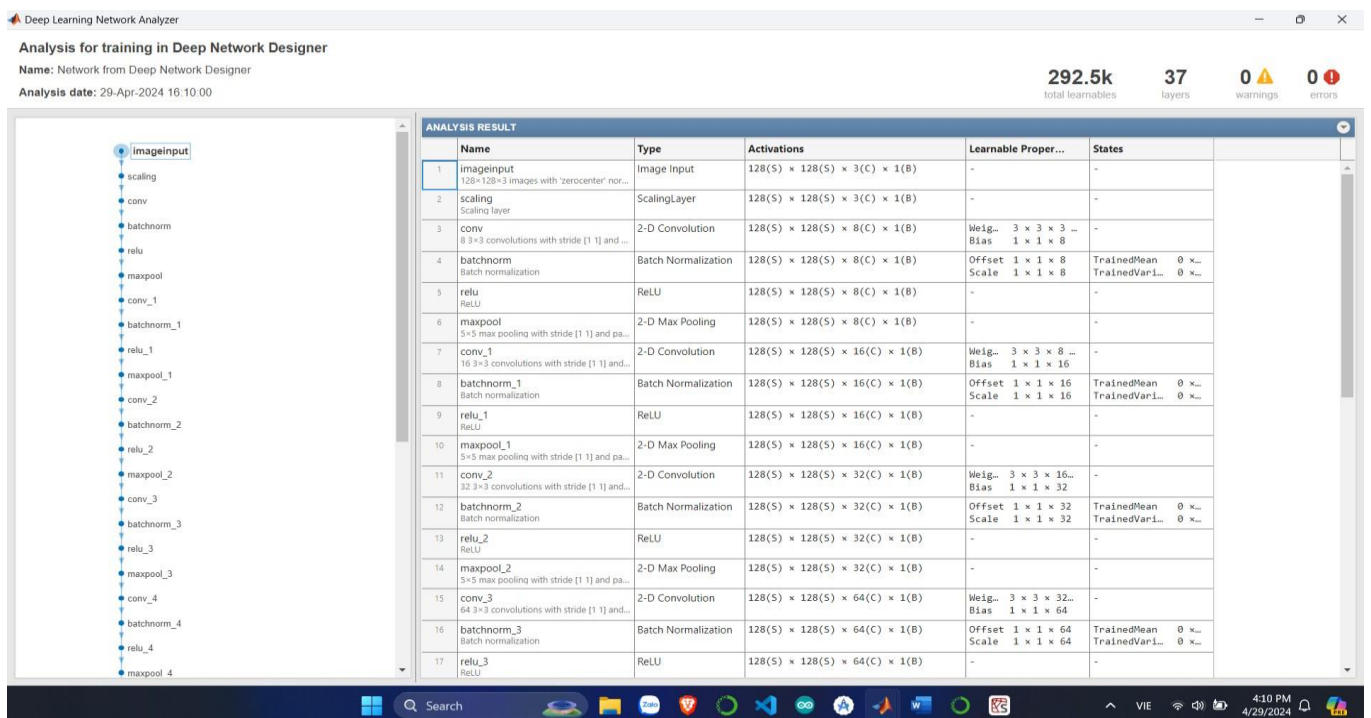 Deep Learning Network Analyzer
Analysis for training in Deep Network Designer
Name: Network from Deep Network Designer
Analysis date: 29-Apr-2024 16:10:00
292.5k 37 0 0
total learnables layers warnings errors
imageinput
scaling
conv
batchnorm
relu
maxpool
conv_1
batchnorm_1
relu_1
maxpool_1
conv_2
batchnorm_2
relu_2
maxpool_2
conv_3
batchnorm_3
relu_3
maxpool_3
conv_4
batchnorm_4
relu_4
maxpool_4
ANALYSIS RESULT
Name Type Activations Learnable Proper... States
1 imageinput Image Input 128(S) × 128(S) × 3(C) × 1(B) - -
128×128×3 images with 'zerocenter' nor...
2 scaling ScalingLayer 128(S) × 128(S) × 3(C) × 1(B) - -
Scaling layer
3 conv 2-D Convolution 128(S) × 128(S) × 8(C) × 1(B) Weig… 3 × 3 × 3 … -
8 3×3 convolutions with stride [1 1] and ... Bias 1 × 1 × 8
4 batchnorm Batch Normalization 128(S) × 128(S) × 8(C) × 1(B) Offset 1 × 1 × 8 TrainedMean 0 ×…
Batch normalization Scale 1 × 1 × 8 TrainedVari… 0 ×…
5 relu ReLU 128(S) × 128(S) × 8(C) × 1(B) - -
ReLU
6 maxpool 2-D Max Pooling 128(S) × 128(S) × 8(C) × 1(B) - -
5×5 max pooling with stride [1 1] and pa...
7 conv_1 2-D Convolution 128(S) × 128(S) × 16(C) × 1(B) Weig… 3 × 3 × 8 … -
16 3×3 convolutions with stride [1 1] and... Bias 1 × 1 × 16
8 batchnorm_1 Batch Normalization 128(S) × 128(S) × 16(C) × 1(B) Offset 1 × 1 × 16 TrainedMean 0 ×…
Batch normalization Scale 1 × 1 × 16 TrainedVari… 0 ×…
9 relu_1 ReLU 128(S) × 128(S) × 16(C) × 1(B) - -
ReLU
10 maxpool_1 2-D Max Pooling 128(S) × 128(S) × 16(C) × 1(B) - -
5×5 max pooling with stride [1 1] and pa...
11 conv_2 2-D Convolution 128(S) × 128(S) × 32(C) × 1(B) Weig… 3 × 3 × 16… -
32 3×3 convolutions with stride [1 1] and... Bias 1 × 1 × 32
12 batchnorm_2 Batch Normalization 128(S) × 128(S) × 32(C) × 1(B) Offset 1 × 1 × 32 TrainedMean 0 ×…
Batch normalization Scale 1 × 1 × 32 TrainedVari… 0 ×…
13 relu_2 ReLU 128(S) × 128(S) × 32(C) × 1(B) - -
ReLU
14 maxpool_2 2-D Max Pooling 128(S) × 128(S) × 32(C) × 1(B) - -
5×5 max pooling with stride [1 1] and pa...
15 conv_3 2-D Convolution 128(S) × 128(S) × 64(C) × 1(B) Weig… 3 × 3 × 32… -
64 3×3 convolutions with stride [1 1] and... Bias 1 × 1 × 64
16 batchnorm_3 Batch Normalization 128(S) × 128(S) × 64(C) × 1(B) Offset 1 × 1 × 64 TrainedMean 0 ×…
Batch normalization Scale 1 × 1 × 64 TrainedVari… 0 ×…
17 relu_3 ReLU 128(S) × 128(S) × 64(C) × 1(B) - -
ReLU
Search Zalo VIE 4:10 PM
4/29/2024